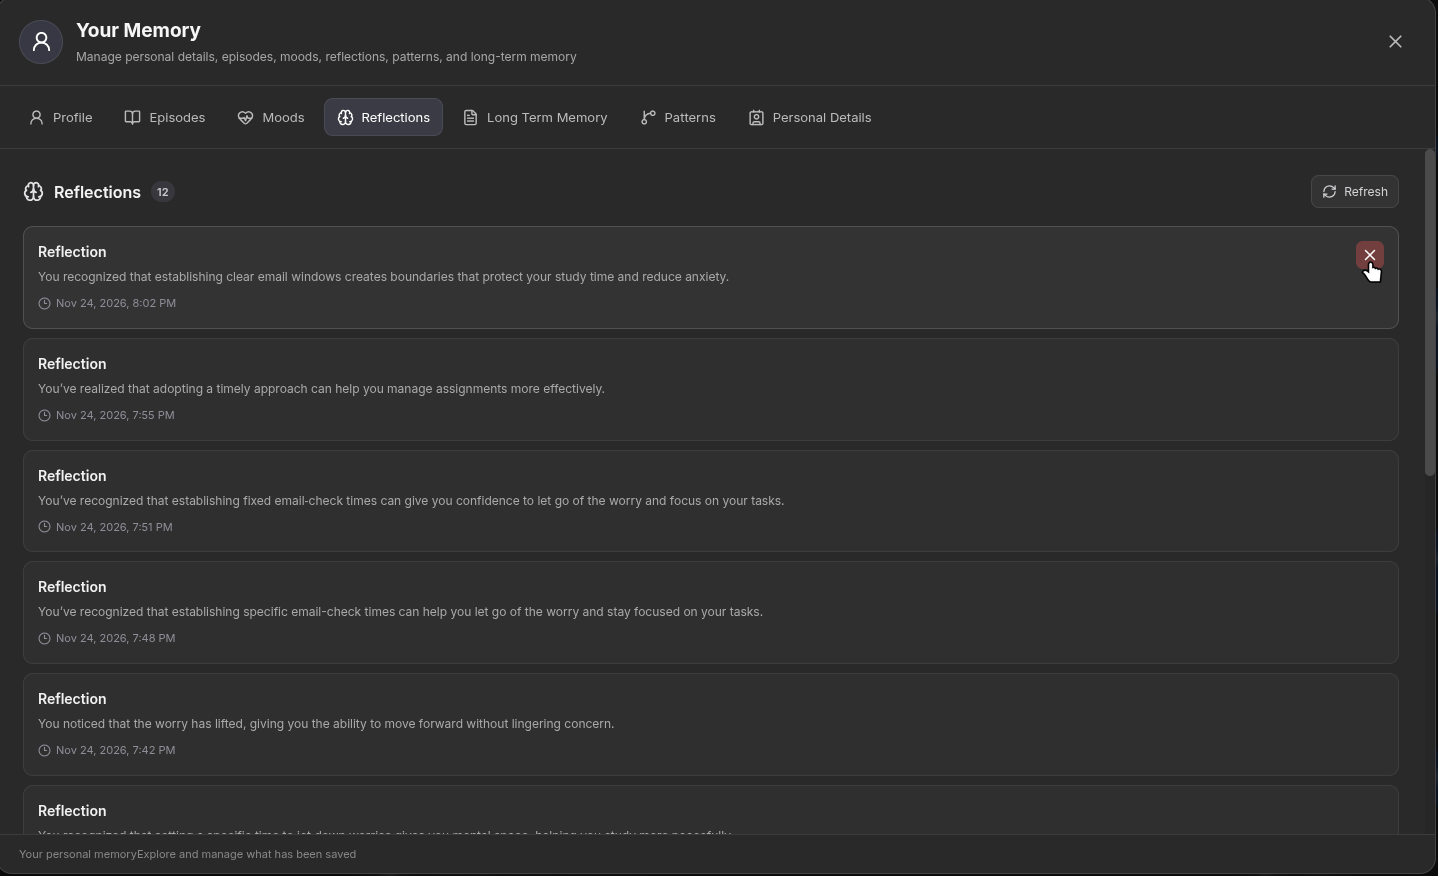 Your Memory
Manage personal details, episodes, moods, reflections, patterns, and long-term memory
Profile
Episodes
Moods
Reflections
Long Term Memory
Patterns
Personal Details
Reflections 12
Refresh
Reflection
You recognized that establishing clear email windows creates boundaries that protect your study time and reduce anxiety.
Nov 24, 2026, 8:02 PM
Reflection
You’ve realized that adopting a timely approach can help you manage assignments more effectively.
Nov 24, 2026, 7:55 PM
Reflection
You’ve recognized that establishing fixed email-check times can give you confidence to let go of the worry and focus on your tasks.
Nov 24, 2026, 7:51 PM
Reflection
You’ve recognized that establishing specific email-check times can help you let go of the worry and stay focused on your tasks.
Nov 24, 2026, 7:48 PM
Reflection
You noticed that the worry has lifted, giving you the ability to move forward without lingering concern.
Nov 24, 2026, 7:42 PM
Reflection
Your personal memoryExplore and manage what has been saved